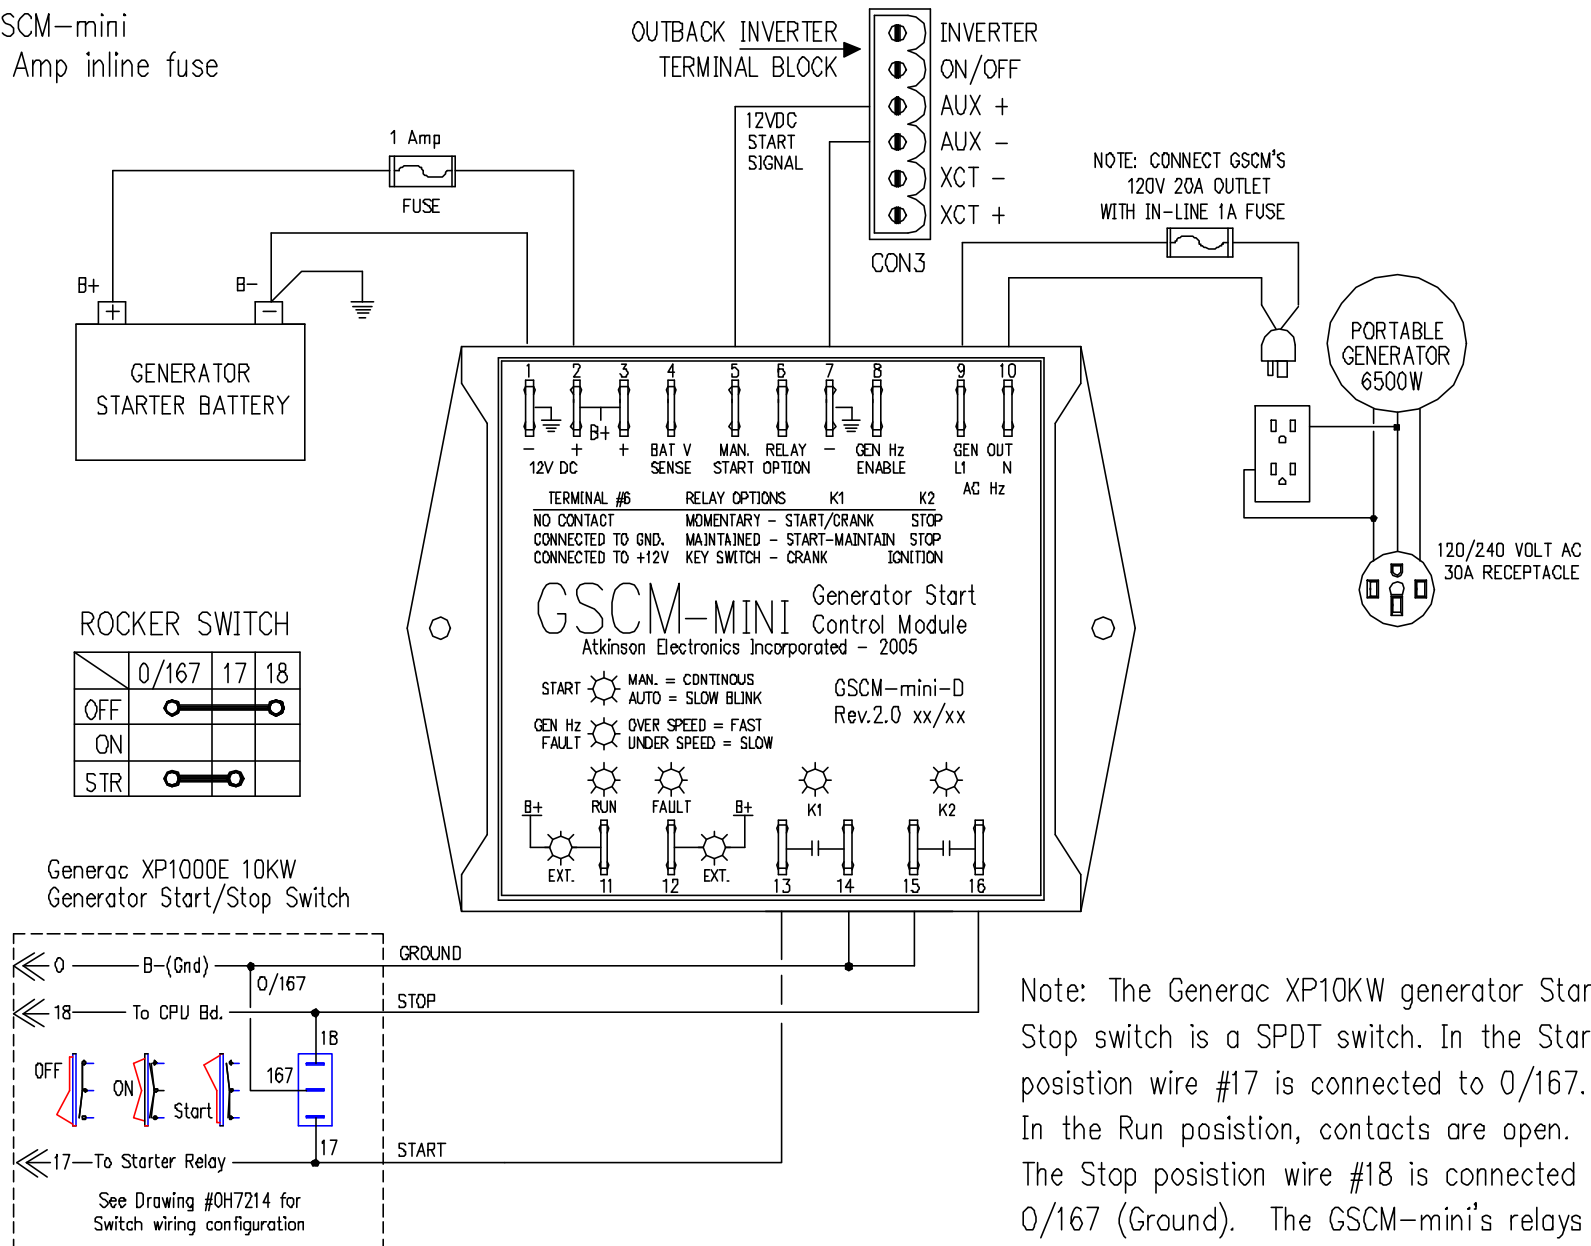 SCM-mini
Amp inline fuse
OUTBACK INVERTER
TERMINAL BLOCK
INVERTER
ON/OFF
AUX +
AUX -
XCT -
XCT +
CON3
12VDC
START
SIGNAL
1 Amp
FUSE
NOTE: CONNECT GSCM'S
120V 20A OUTLET
WITH IN-LINE 1A FUSE
B+
B-
+
-
GENERATOR
STARTER BATTERY
PORTABLE
GENERATOR
6500W
120/240 VOLT AC
30A RECEPTACLE
1 2 3 4 5 6 7 8 9 10
B+
- + + BAT V MAN. RELAY - GEN Hz GEN OUT
12V DC SENSE START OPTION ENABLE L1 N
AC Hz
TERMINAL #6 RELAY OPTIONS K1 K2
NO CONTACT MOMENTARY - START/CRANK STOP
CONNECTED TO GND. MAINTAINED - START-MAINTAIN STOP
CONNECTED TO +12V KEY SWITCH - CRANK IGNITION
GSCM-MINI
Generator Start
Control Module
Atkinson Electronics Incorporated - 2005
START MAN. = CONTINOUS
AUTO = SLOW BLINK
GSCM-mini-D
Rev.2.0 xx/xx
GEN Hz OVER SPEED = FAST
FAULT UNDER SPEED = SLOW
B+ RUN FAULT B+ K1 K2
EXT. 11 12 EXT. 13 14 15 16
ROCKER SWITCH
0/167 17 18
OFF
ON
STR
Generac XP1000E 10KW
Generator Start/Stop Switch
0 B-(Gnd) GROUND
0/167
18 To CPU Bd. STOP
18
OFF ON Start 167
17
17 To Starter Relay START
See Drawing #0H7214 for
Switch wiring configuration
Note: The Generac XP10KW generator Star
Stop switch is a SPDT switch. In the Star
posistion wire #17 is connected to 0/167.
In the Run posistion, contacts are open.
The Stop posistion wire #18 is connected
0/167 (Ground). The GSCM-mini's relays